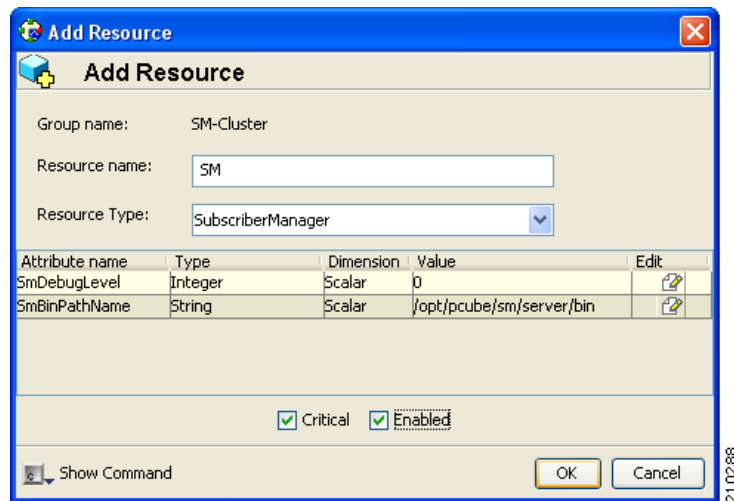 Add Resource
Add Resource
Group name: SM-Cluster
Resource name: SM
Resource Type: SubscriberManager
Attribute name Type Dimension Value Edit
SmDebugLevel Integer Scalar 0
SmBinPathName String Scalar /opt/pcube/sm/server/bin
Critical Enabled
Show Command OK Cancel
210288